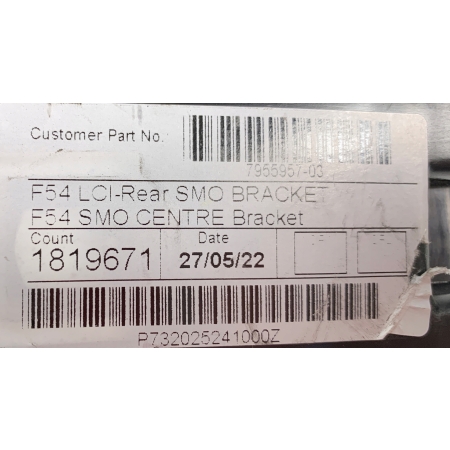 Customer Part No.
7955957-03
F54 LCI-Rear SMO BRACKET
F54 SMO CENTRE Bracket
Count Date
1819671 27/05/22
P732025241000Z